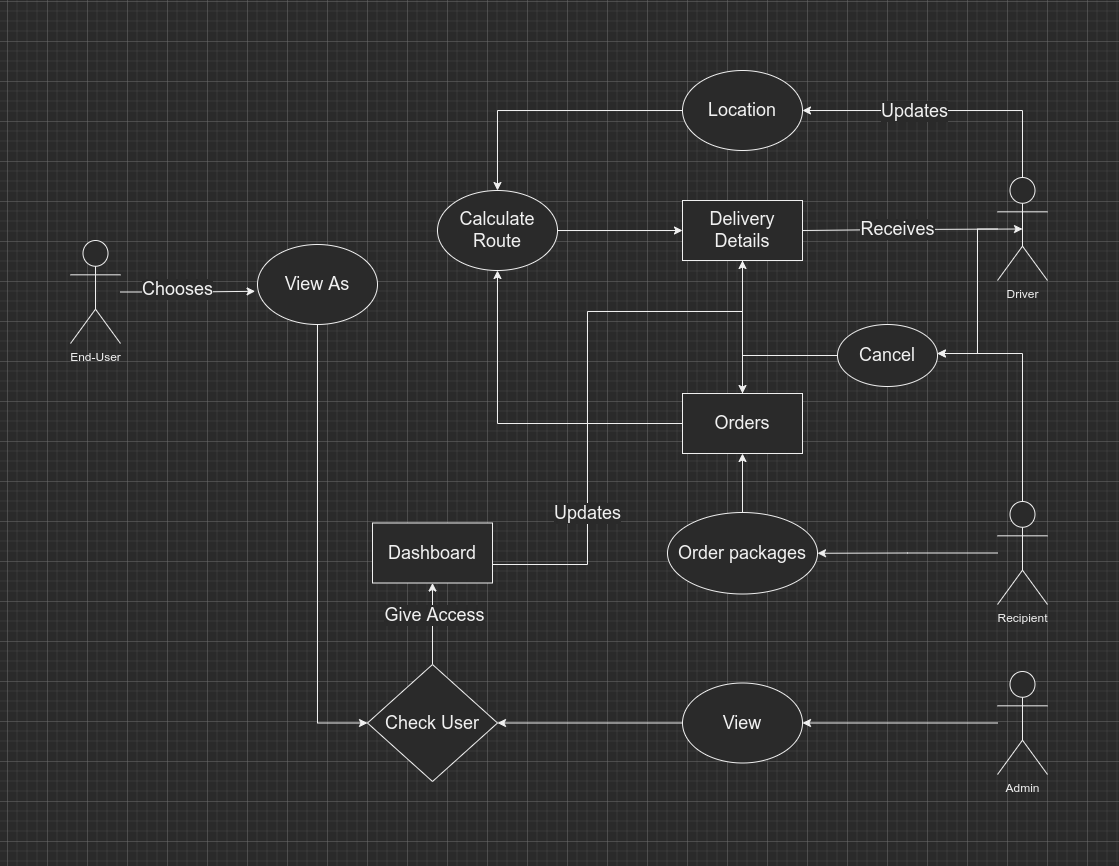 Location
Updates
Calculate
Route
Delivery
Details
Receives
View As
Chooses
Driver
End-User
Cancel
Orders
Updates
Dashboard
Order packages
Give Access
Recipient
Check User
View
Admin